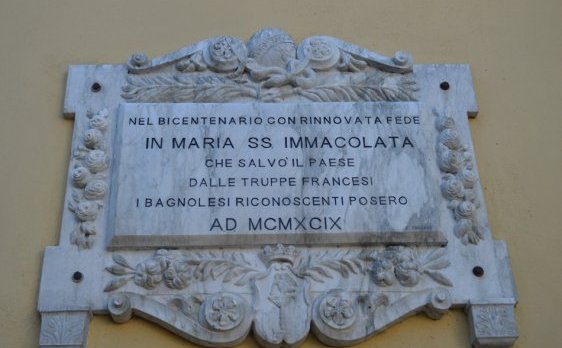 NEL BICENTENARIO CON RINNOVATA FEDE
IN MARIA SS. IMMACOLATA
CHE SALVO' IL PAESE
DALLE TRUPPE FRANCESI
I BAGNOLESI RICONOSCENTI POSERO
AD MCMXCIX